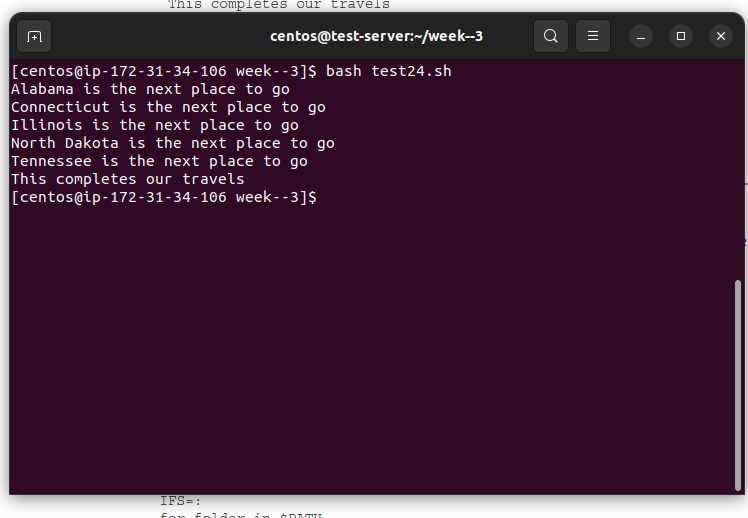 This completes our travels
centos@test-server:~/week--3
[centos@ip-172-31-34-106 week--3]$ bash test24.sh
Alabama is the next place to go
Connecticut is the next place to go
Illinois is the next place to go
North Dakota is the next place to go
Tennessee is the next place to go
This completes our travels
[centos@ip-172-31-34-106 week--3]$
IFS=:
for folder in $PATH